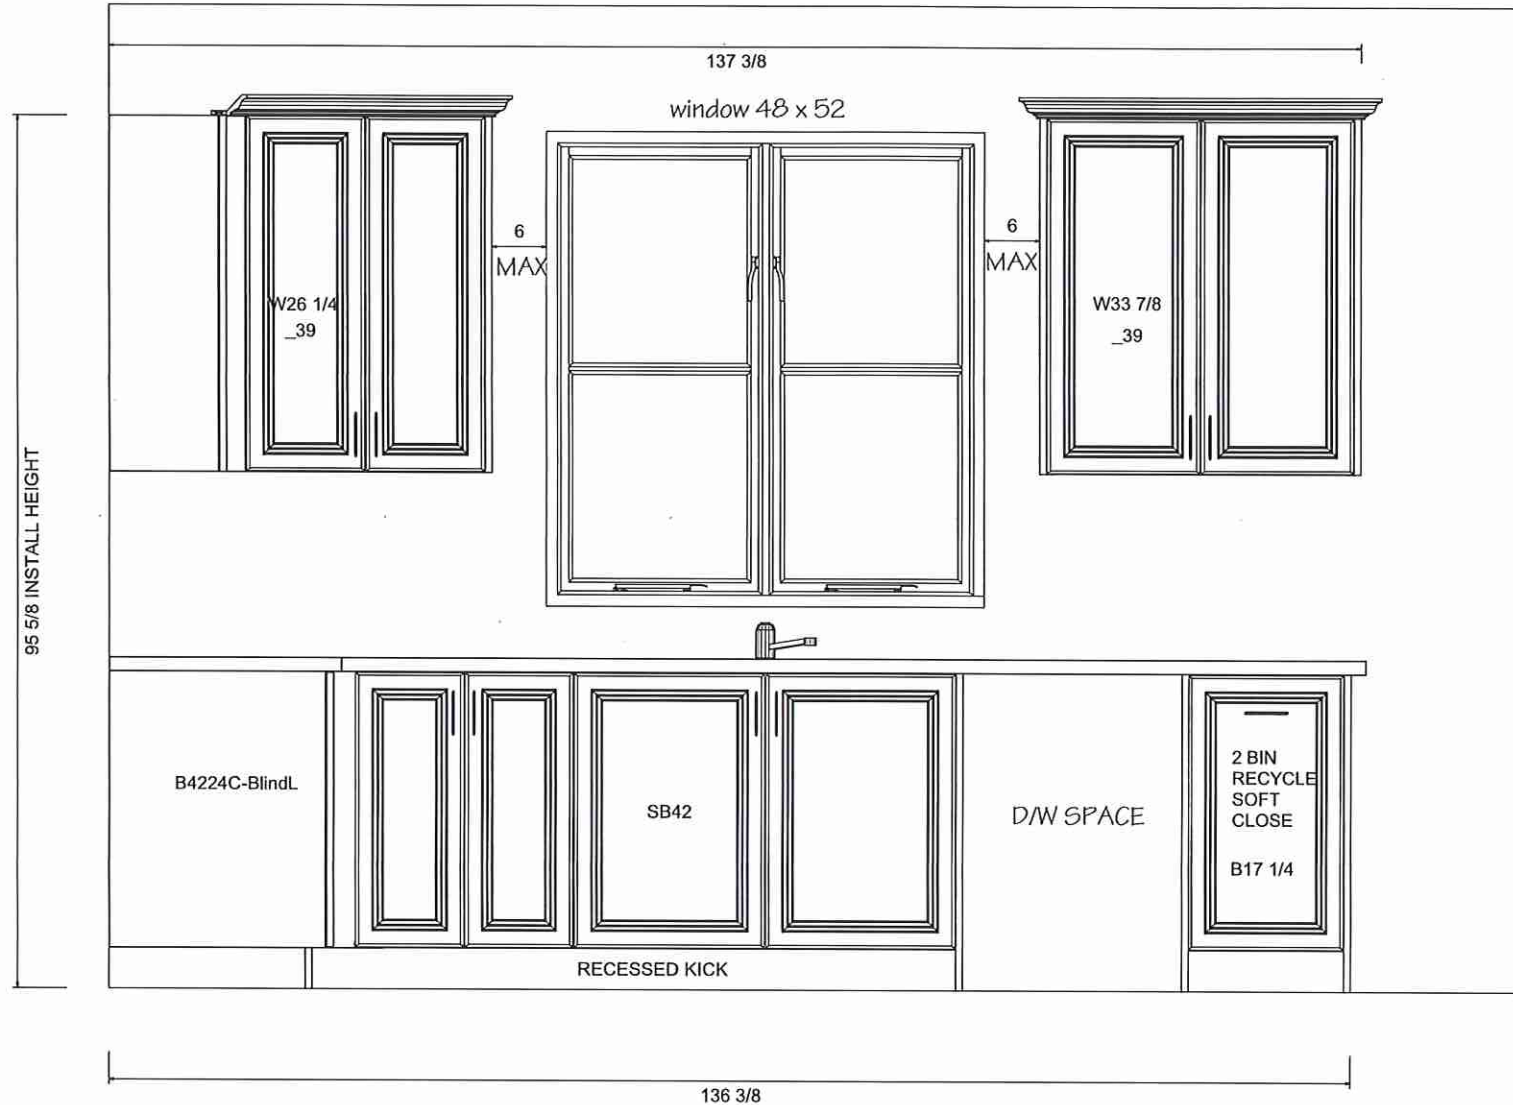 137 3/8
window 48 x 52
6
MAX
6
MAX
W26 1/4
_39
W33 7/8
_39
95 5/8 INSTALL HEIGHT
B4224C-BlindL
SB42
D/W SPACE
2 BIN
RECYCLE
SOFT
CLOSE
B17 1/4
RECESSED KICK
136 3/8